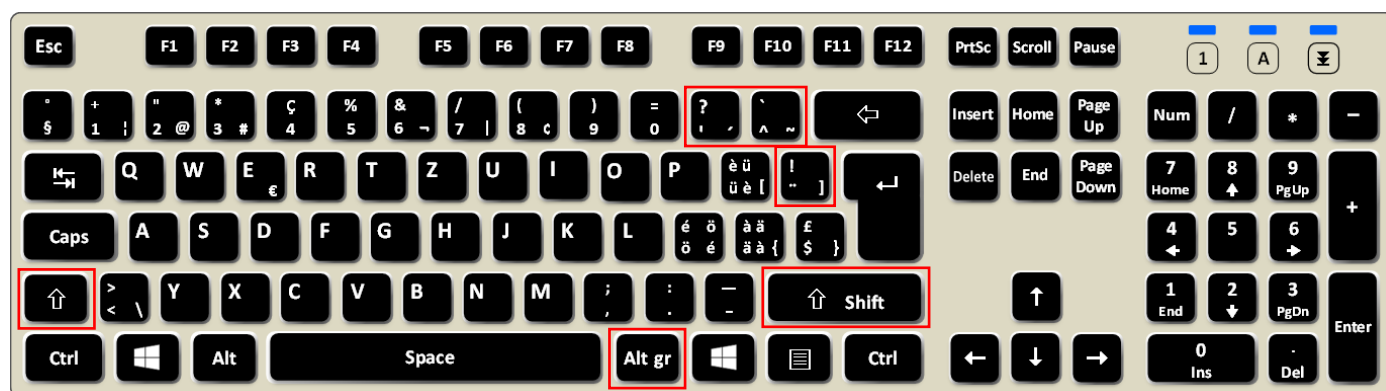 Esc F1 F2 F3 F4 F5 F6 F7 F8 F9 F10 F11 F12 PrtSc Scroll Pause 1 A
° + " * Ç % & / ( ) = ? `
§ 1 ¦ 2 @ 3 # 4 5 6 ¬ 7 | 8 ¢ 9 0 ' ´ ^ ~ Insert Home Page Up Num / * −
Q W E € R T Z U I O P è ü ! Delete End Page Down 7 Home 8 9 PgUp +
ü è [ ¨ ]
Caps A S D F G H J K L é ö à ä £ 4 5 6
ö é ä à { $ }
> Y X C V B N M ; : — Shift 1 End 2 3 PgDn Enter
< \ , . -
Ctrl Alt Space Alt gr Ctrl 0 Ins . Del